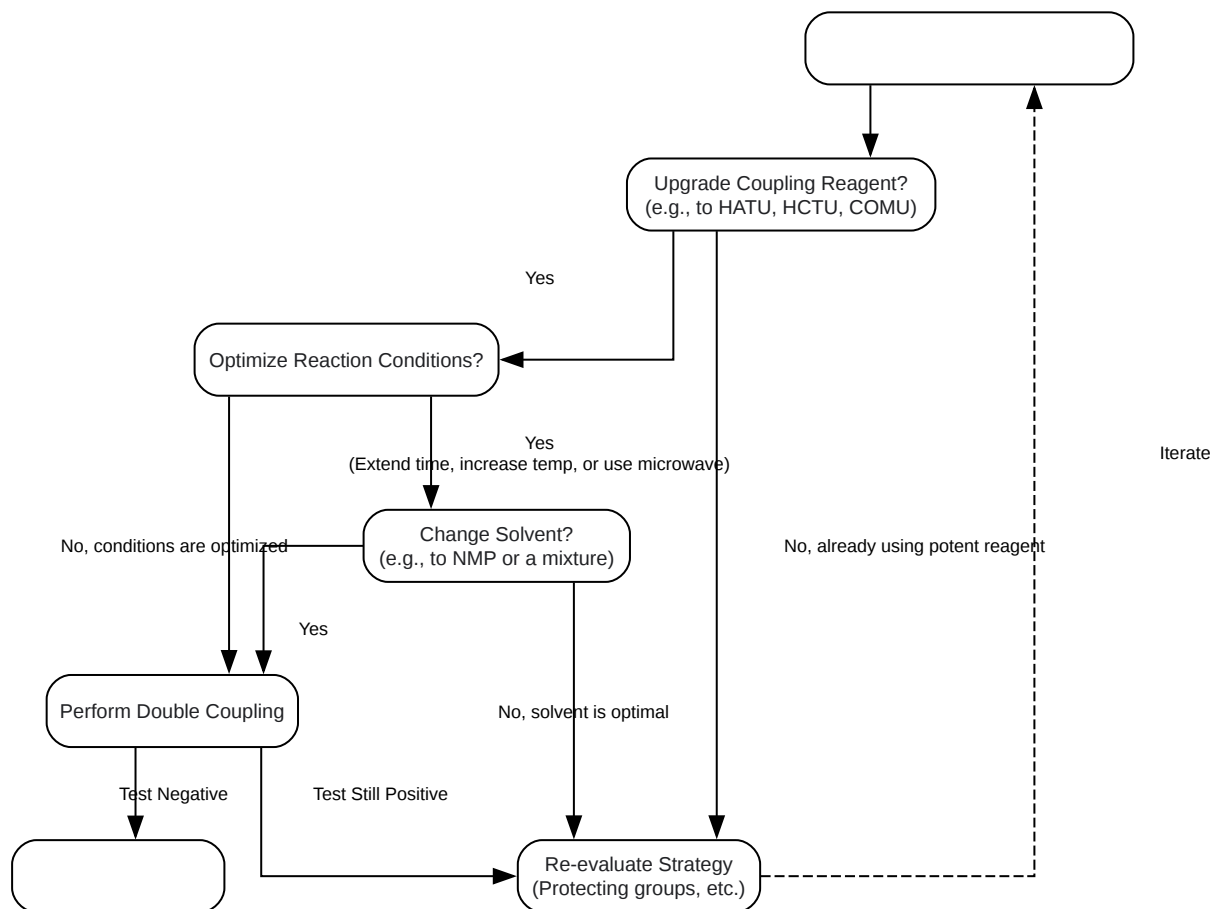 Upgrade Coupling Reagent?
(e.g., to HATU, HCTU, COMU)
Yes
Optimize Reaction Conditions?
Yes
(Extend time, increase temp, or use microwave)
Iterate
No, conditions are optimized
Change Solvent?
(e.g., to NMP or a mixture)
No, already using potent reagent
Yes
Perform Double Coupling
No, solvent is optimal
Test Negative
Test Still Positive
Re-evaluate Strategy
(Protecting groups, etc.)